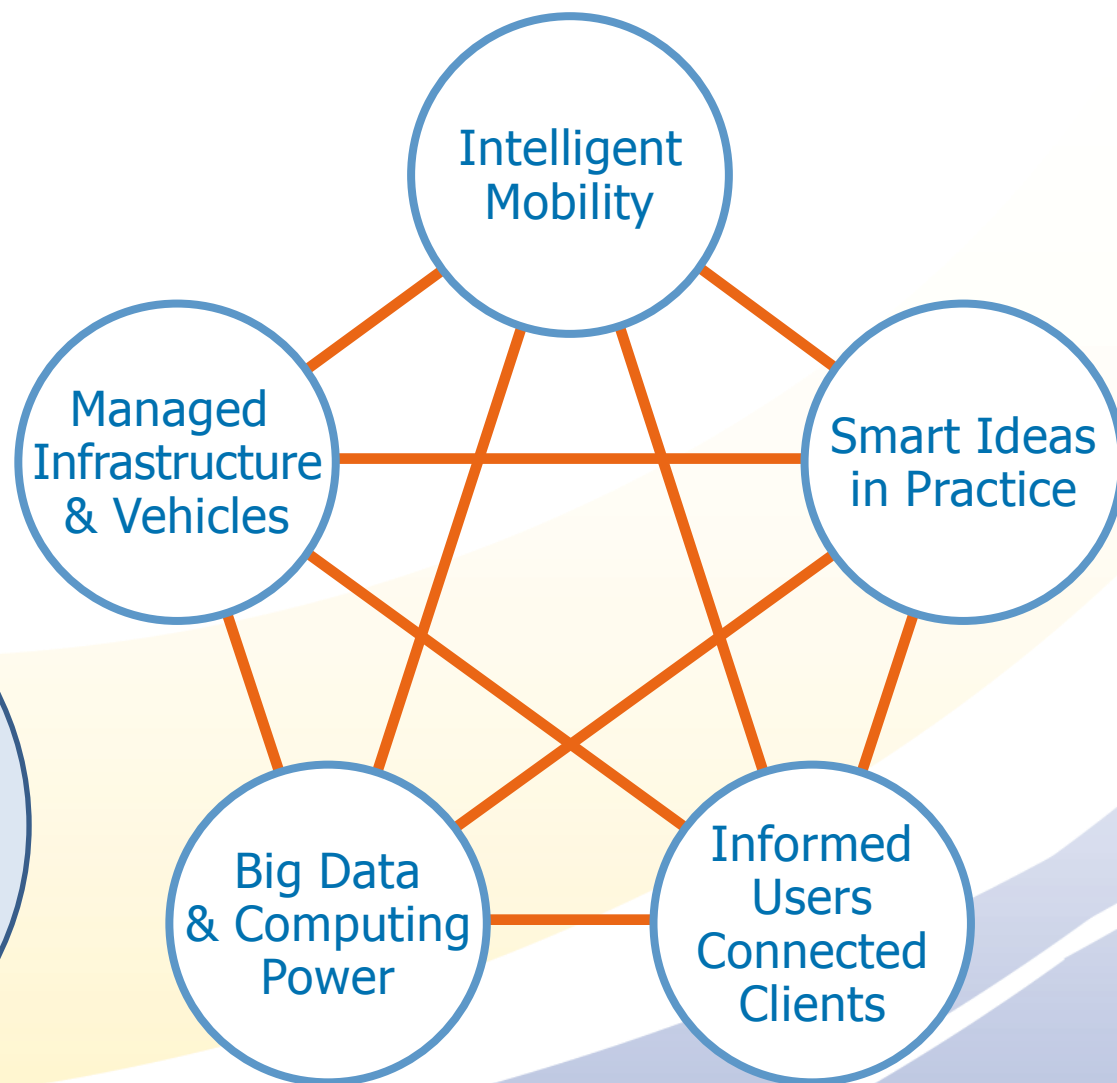 Intelligent
Mobility
Managed
Infrastructure
& Vehicles
Smart Ideas
in Practice
Big Data
& Computing
Power
Informed
Users
Connected
Clients